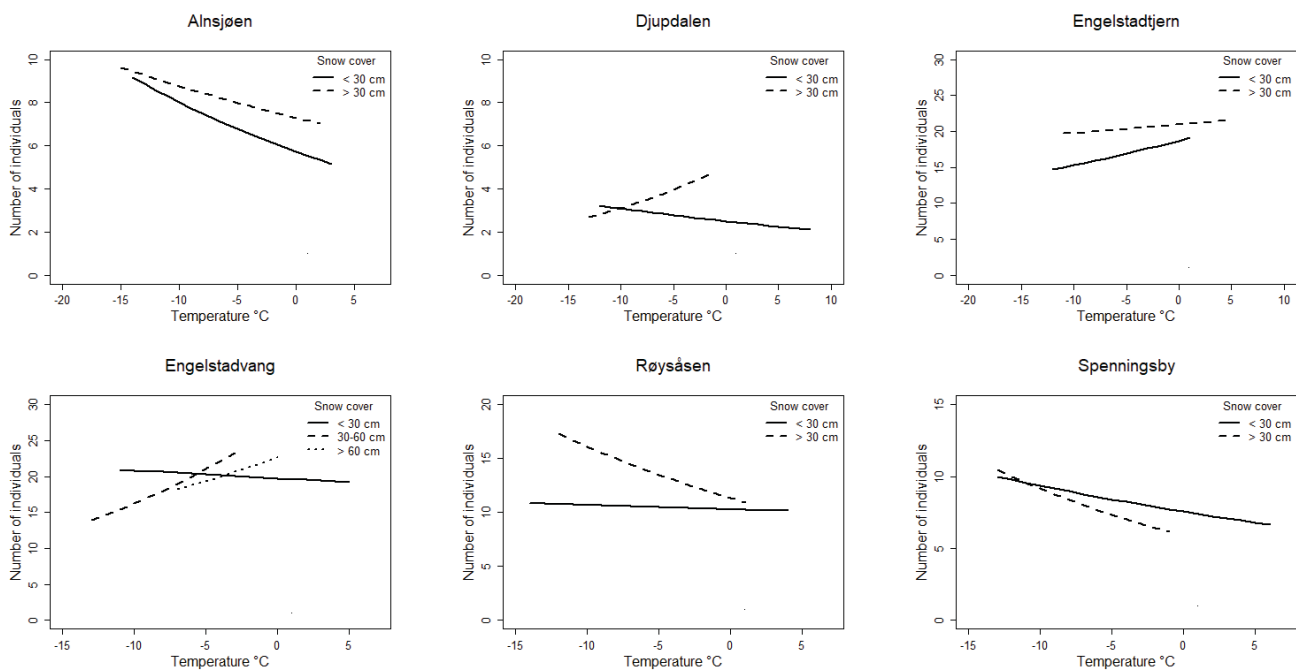 Alnsjøen
Snow cover
< 30 cm
> 30 cm
Number of individuals
0 2 4 6 8 10
-20 -15 -10 -5 0 5
Temperature °C
Djupdalen
Snow cover
< 30 cm
> 30 cm
Number of individuals
0 2 4 6 8 10
-20 -15 -10 -5 0 5 10
Temperature °C
Engelstadtjern
Snow cover
< 30 cm
> 30 cm
Number of individuals
0 5 10 15 20 25 30
-20 -15 -10 -5 0 5 10
Temperature °C
Engelstadvang
Snow cover
< 30 cm
30-60 cm
> 60 cm
Number of individuals
0 5 10 15 20 25 30
-15 -10 -5 0 5
Temperature °C
Røysåsen
Snow cover
< 30 cm
> 30 cm
Number of individuals
0 5 10 15 20
-15 -10 -5 0 5
Temperature °C
Spenningsby
Snow cover
< 30 cm
> 30 cm
Number of individuals
0 5 10 15
-15 -10 -5 0 5
Temperature °C